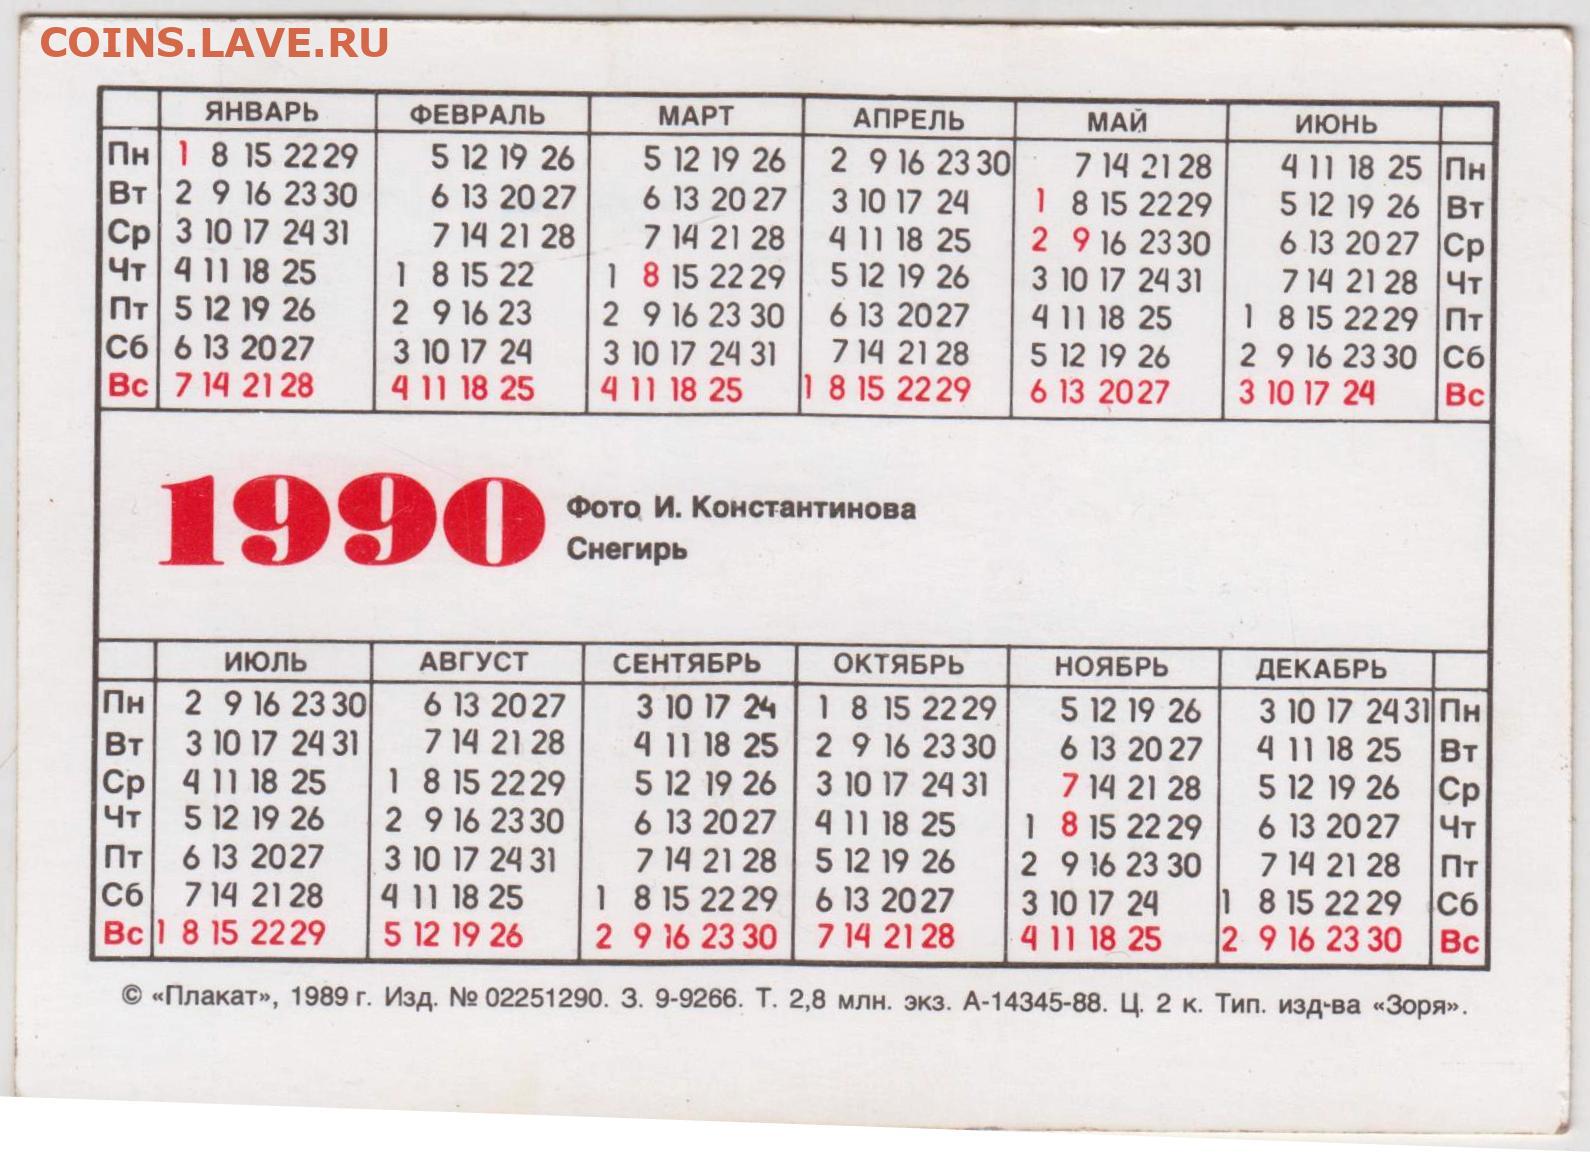 COINS.LAVE.RU
ЯНВАРЬ ФЕВРАЛЬ МАРТ АПРЕЛЬ МАЙ ИЮНЬ
Пн 1 8 15 22 29 5 12 19 26 5 12 19 26 2 9 16 23 30 7 14 21 28 4 11 18 25 Пн
Вт 2 9 16 23 30 6 13 20 27 6 13 20 27 3 10 17 24 1 8 15 22 29 5 12 19 26 Вт
Ср 3 10 17 24 31 7 14 21 28 7 14 21 28 4 11 18 25 2 9 16 23 30 6 13 20 27 Ср
Чт 4 11 18 25 1 8 15 22 1 8 15 22 29 5 12 19 26 3 10 17 24 31 7 14 21 28 Чт
Пт 5 12 19 26 2 9 16 23 2 9 16 23 30 6 13 20 27 4 11 18 25 1 8 15 22 29 Пт
Сб 6 13 20 27 3 10 17 24 3 10 17 24 31 7 14 21 28 5 12 19 26 2 9 16 23 30 Сб
Вс 7 14 21 28 4 11 18 25 4 11 18 25 1 8 15 22 29 6 13 20 27 3 10 17 24 Вс
1990
Фото И. Константинова
Снегирь
ИЮЛЬ АВГУСТ СЕНТЯБРЬ ОКТЯБРЬ НОЯБРЬ ДЕКАБРЬ
Пн 2 9 16 23 30 6 13 20 27 3 10 17 24 1 8 15 22 29 5 12 19 26 3 10 17 24 31 Пн
Вт 3 10 17 24 31 7 14 21 28 4 11 18 25 2 9 16 23 30 6 13 20 27 4 11 18 25 Вт
Ср 4 11 18 25 1 8 15 22 29 5 12 19 26 3 10 17 24 31 7 14 21 28 5 12 19 26 Ср
Чт 5 12 19 26 2 9 16 23 30 6 13 20 27 4 11 18 25 1 8 15 22 29 6 13 20 27 Чт
Пт 6 13 20 27 3 10 17 24 31 7 14 21 28 5 12 19 26 2 9 16 23 30 7 14 21 28 Пт
Сб 7 14 21 28 4 11 18 25 1 8 15 22 29 6 13 20 27 3 10 17 24 1 8 15 22 29 Сб
Вс 1 8 15 22 29 5 12 19 26 2 9 16 23 30 7 14 21 28 4 11 18 25 2 9 16 23 30 Вс
© «Плакат», 1989 г. Изд. № 02251290. З. 9-9266. Т. 2,8 млн. экз. А-14345-88. Ц. 2 к. Тип. изд-ва «Зоря».